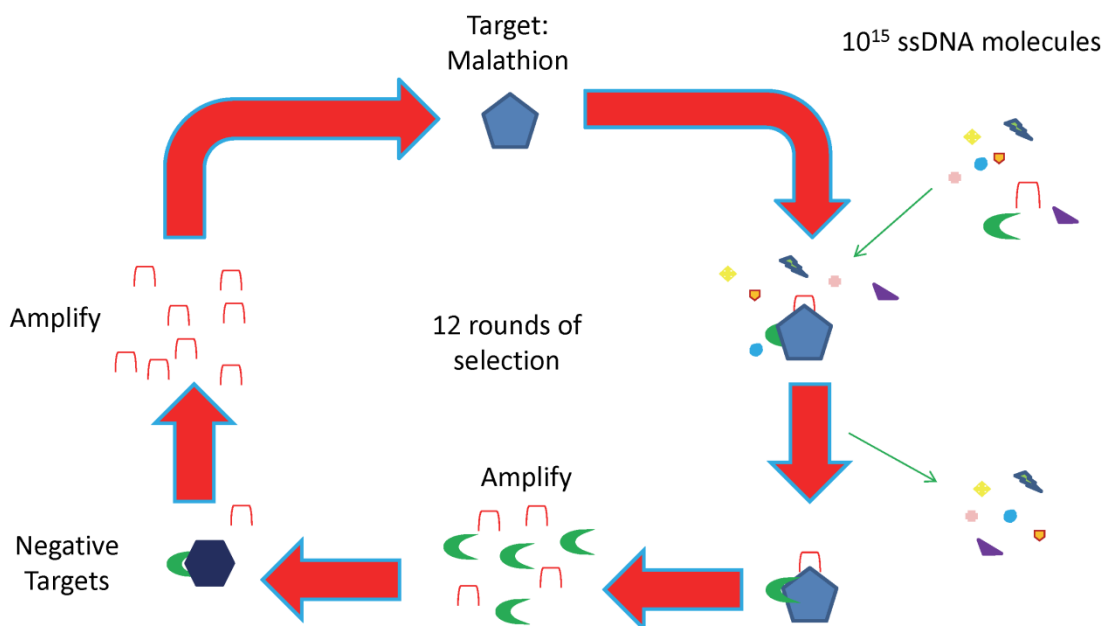 Target:
Malathion
10¹⁵ ssDNA molecules
Amplify
12 rounds of
selection
Amplify
Negative
Targets